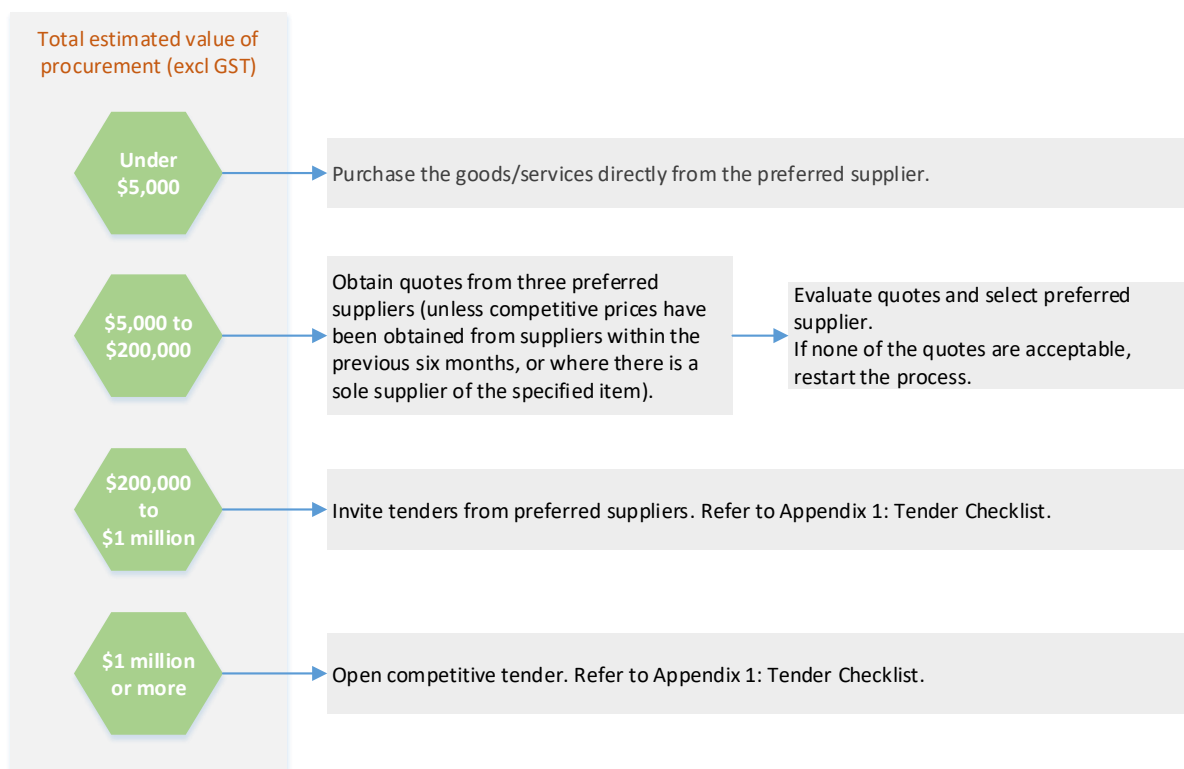 Total estimated value of
procurement (excl GST)
Under
$5,000
Purchase the goods/services directly from the preferred supplier.
$5,000 to
$200,000
Obtain quotes from three preferred
suppliers (unless competitive prices have
been obtained from suppliers within the
previous six months, or where there is a
sole supplier of the specified item).
Evaluate quotes and select preferred
supplier.
If none of the quotes are acceptable,
restart the process.
$200,000
to
$1 million
Invite tenders from preferred suppliers. Refer to Appendix 1: Tender Checklist.
$1 million
or more
Open competitive tender. Refer to Appendix 1: Tender Checklist.